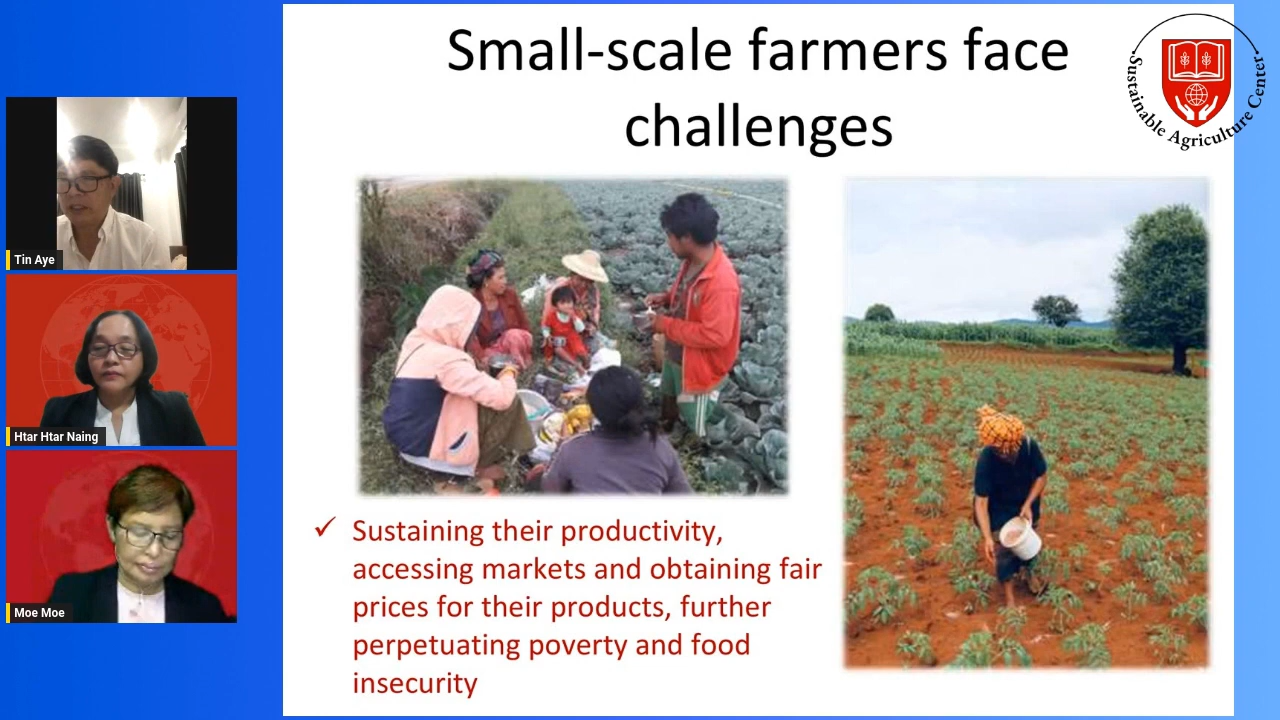 Small-scale farmers face
challenges
Sustainable Agriculture Center
Tin Aye
Htar Htar Naing
Moe Moe
✓ Sustaining their productivity,
accessing markets and obtaining fair
prices for their products, further
perpetuating poverty and food
insecurity